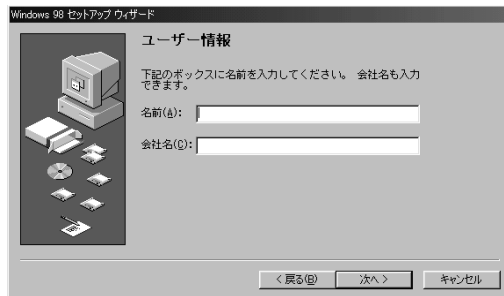 Windows 98 セットアップ ウィザード
ユーザー情報
下記のボックスに名前を入力してください。 会社名も入力
できます。
名前(A):
会社名(C):
< 戻る(B)
次へ >
キャンセル